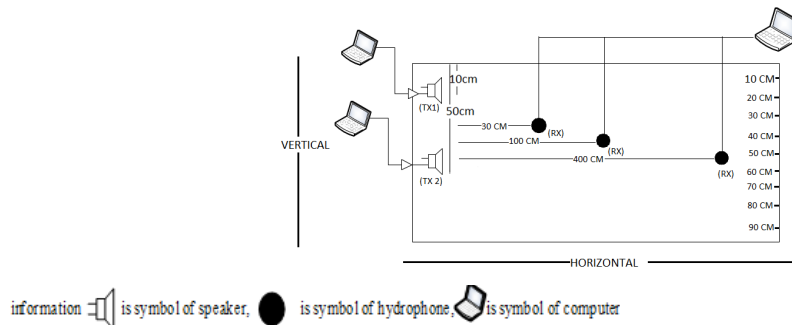 10cm
(TX1)
50cm
30 CM
(RX)
100 CM
(RX)
400 CM
(RX)
(TX 2)
VERTICAL
10 CM
20 CM
30 CM
40 CM
50 CM
60 CM
70 CM
80 CM
90 CM
HORIZONTAL
information is symbol of speaker, is symbol of hydrophone, is symbol of computer